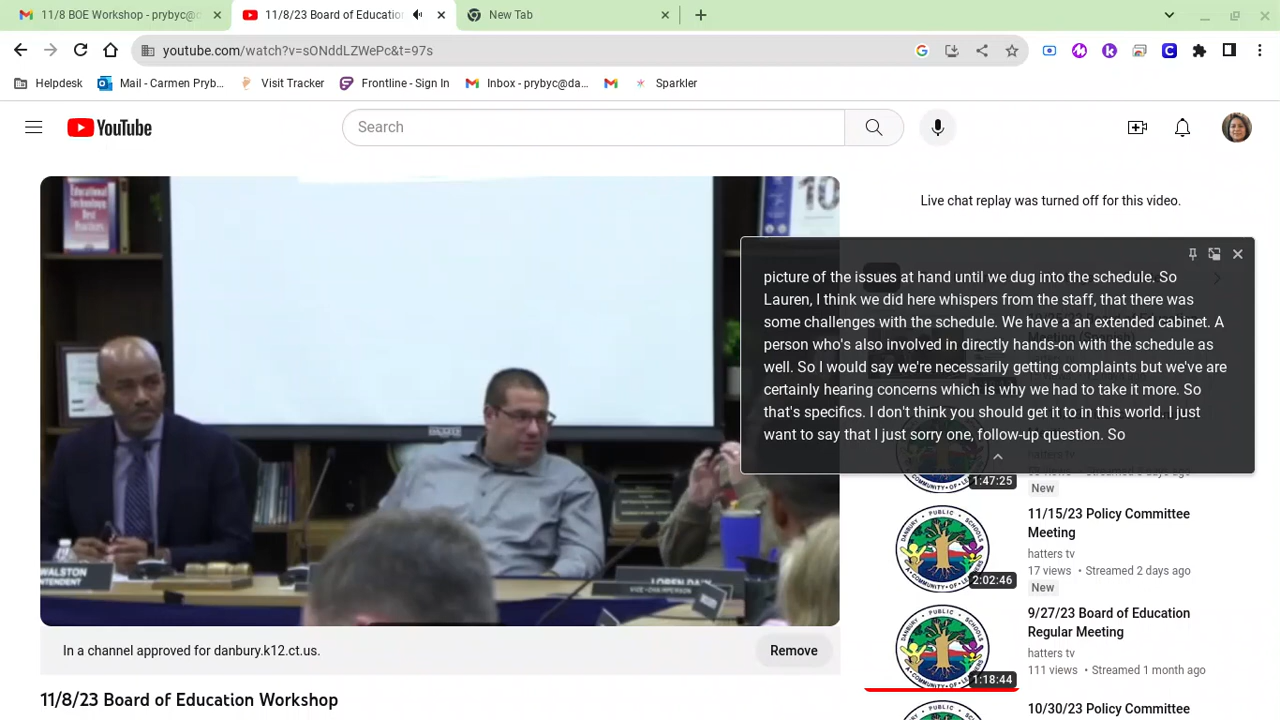 11/8 BOE Workshop - prybyc@d
11/8/23 Board of Education
New Tab
youtube.com/watch?v=sONddLZWePc&t=97s
Helpdesk
Mail - Carmen Pryb...
Visit Tracker
Frontline - Sign In
Inbox - prybyc@da...
Sparkler
YouTube
Search
Educational
Best
Practices
10
Live chat replay was turned off for this video.
picture of the issues at hand until we dug into the schedule. So
Lauren, I think we did here whispers from the staff, that there was
some challenges with the schedule. We have a an extended cabinet. A
person who's also involved in directly hands-on with the schedule as
well. So I would say we're necessarily getting complaints but we've are
certainly hearing concerns which is why we had to take it more. So
that's specifics. I don't think you should get it to in this world. I just
want to say that I just sorry one, follow-up question. So
1:47:25
New
11/15/23 Policy Committee
Meeting
hatters tv
17 views • Streamed 2 days ago
New
2:02:46
9/27/23 Board of Education
Regular Meeting
hatters tv
111 views • Streamed 1 month ago
1:18:44
10/30/23 Policy Committee
WALSTON
NTENDENT
VICE-CHAIRPERSON
In a channel approved for danbury.k12.ct.us.
Remove
11/8/23 Board of Education Workshop